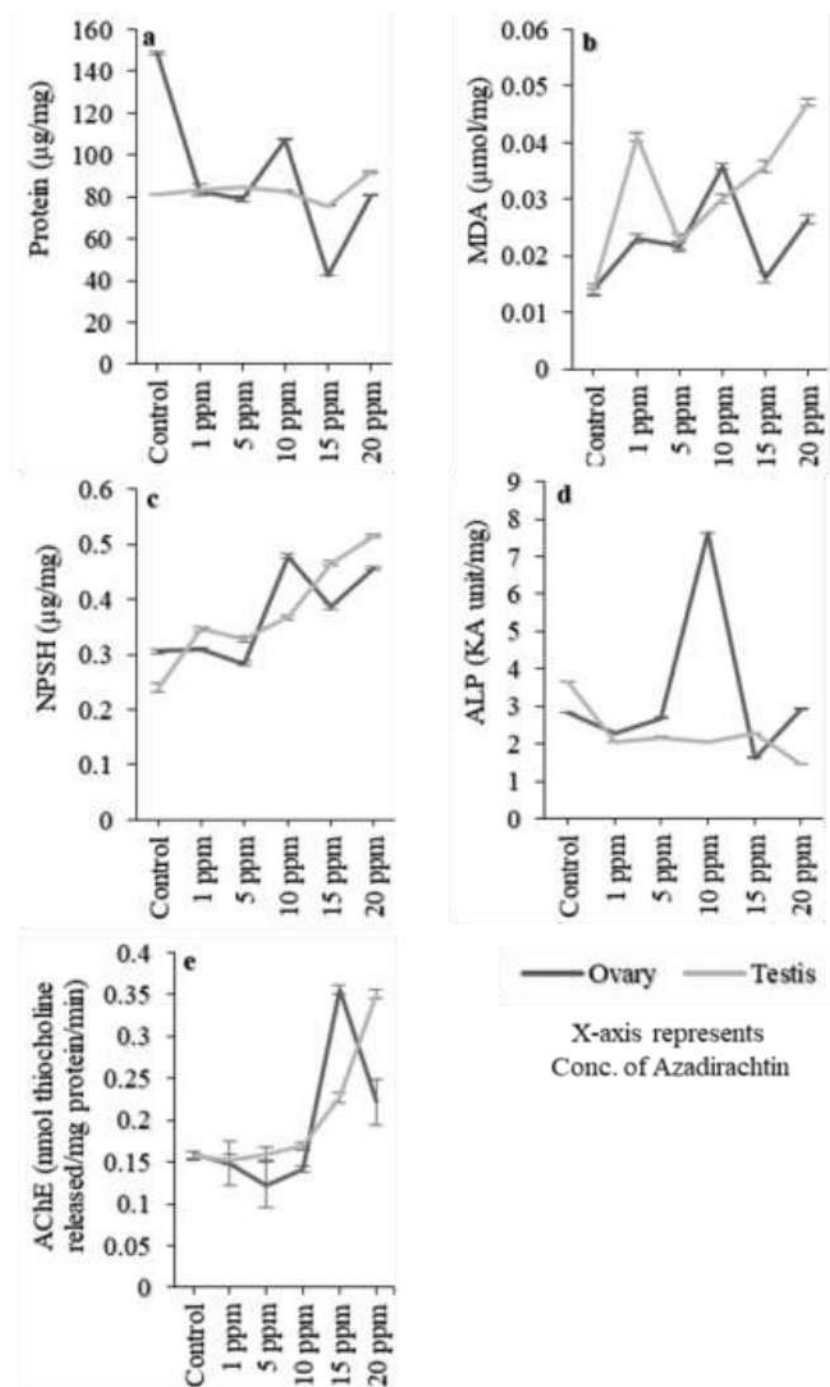 a
Protein (µg/mg)
160
140
120
100
80
60
40
20
0
Control
1 ppm
5 ppm
10 ppm
15 ppm
20 ppm
b
MDA (µmol/mg)
0.06
0.05
0.04
0.03
0.02
0.01
0
Control
1 ppm
5 ppm
10 ppm
15 ppm
20 ppm
c
NPSH (µg/mg)
0.6
0.5
0.4
0.3
0.2
0.1
0
Control
1 ppm
5 ppm
10 ppm
15 ppm
20 ppm
d
ALP (KA unit/mg)
9
8
7
6
5
4
3
2
1
0
Control
1 ppm
5 ppm
10 ppm
15 ppm
20 ppm
e
AChE (nmol thiocholine
released/mg protein/min)
0.4
0.35
0.3
0.25
0.2
0.15
0.1
0.05
0
Control
1 ppm
5 ppm
10 ppm
15 ppm
20 ppm
Ovary
Testis
X-axis represents
Conc. of Azadirachtin